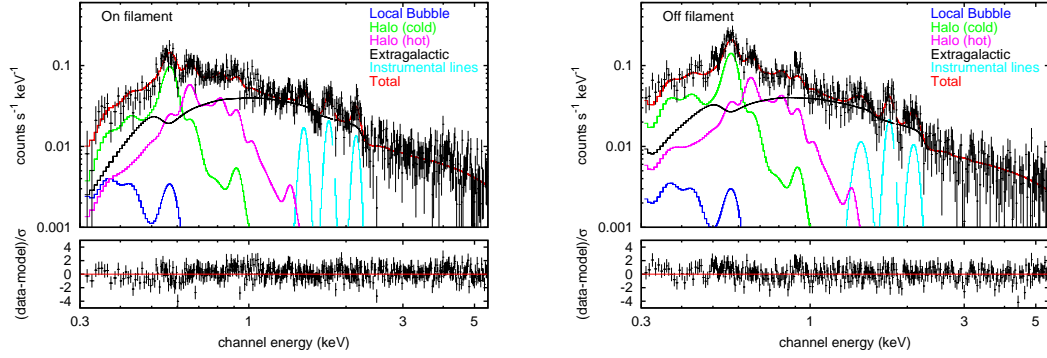 On filament
Local Bubble
Halo (cold)
Halo (hot)
Extragalactic
Instrumental lines
Total
0.1
0.01
0.001
counts s-1 keV-1
4
2
0
-2
-4
(data-model)/σ
0.3
1
3
5
channel energy (keV)
Off filament
Local Bubble
Halo (cold)
Halo (hot)
Extragalactic
Instrumental lines
Total
0.1
0.01
0.001
counts s-1 keV-1
4
2
0
-2
-4
(data-model)/σ
0.3
1
3
5
channel energy (keV)